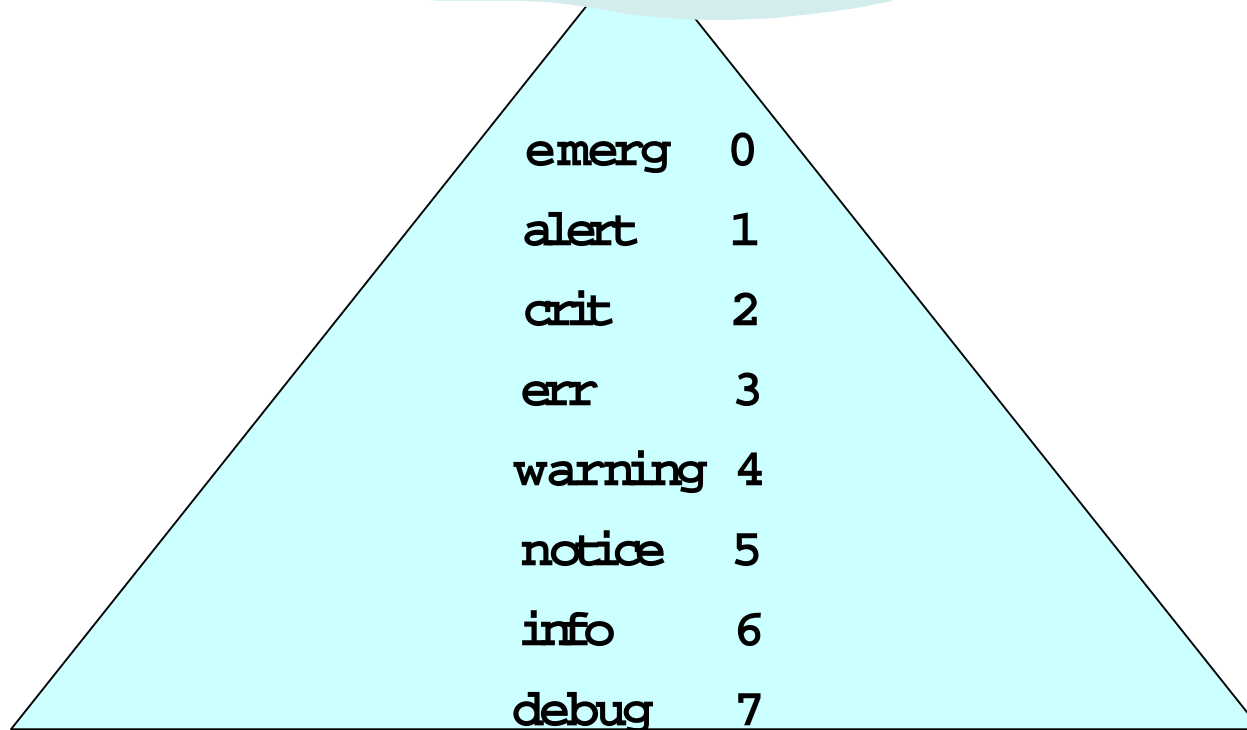 emerg 0
alert 1
crit 2
err 3
warning 4
notice 5
info 6
debug 7